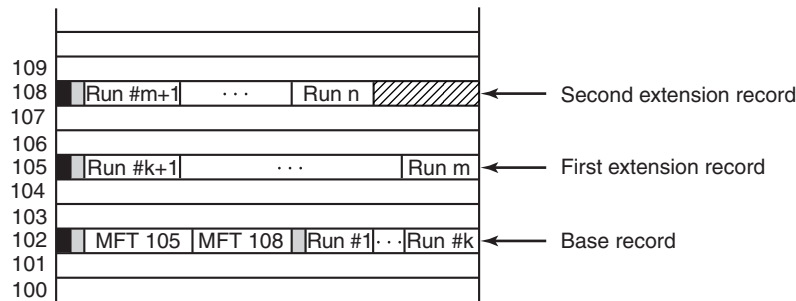 109
108 Run #m+1 · · · Run n Second extension record
107
106
105 Run #k+1 · · · Run m First extension record
104
103
102 MFT 105 MFT 108 Run #1 · · · Run #k Base record
101
100